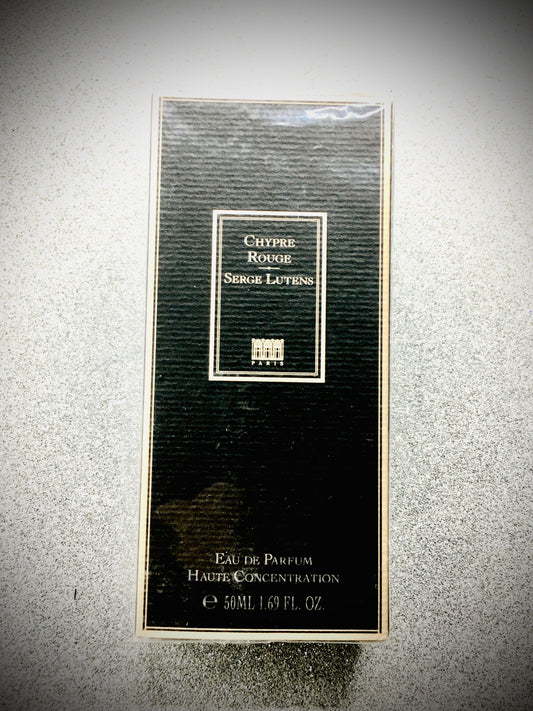 CHYPRE
ROUGE
SERGE LUTENS
PARIS
EAU DE PARFUM
HAUTE CONCENTRATION
℮ 50ML 1.69 FL. OZ.